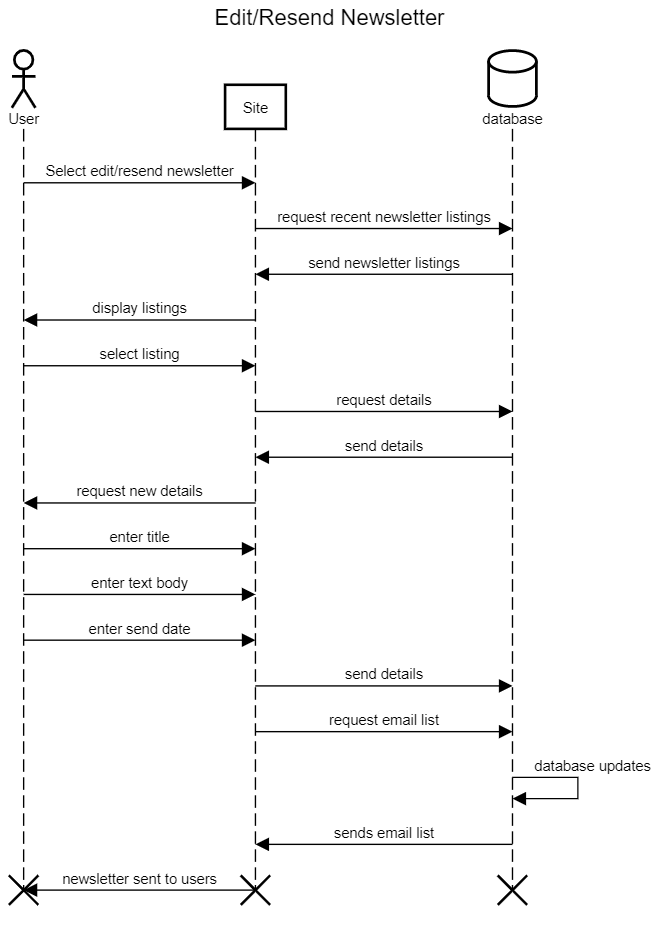 Edit/Resend Newsletter
User
Site
database
Select edit/resend newsletter
request recent newsletter listings
send newsletter listings
display listings
select listing
request details
send details
request new details
enter title
enter text body
enter send date
send details
request email list
database updates
sends email list
newsletter sent to users